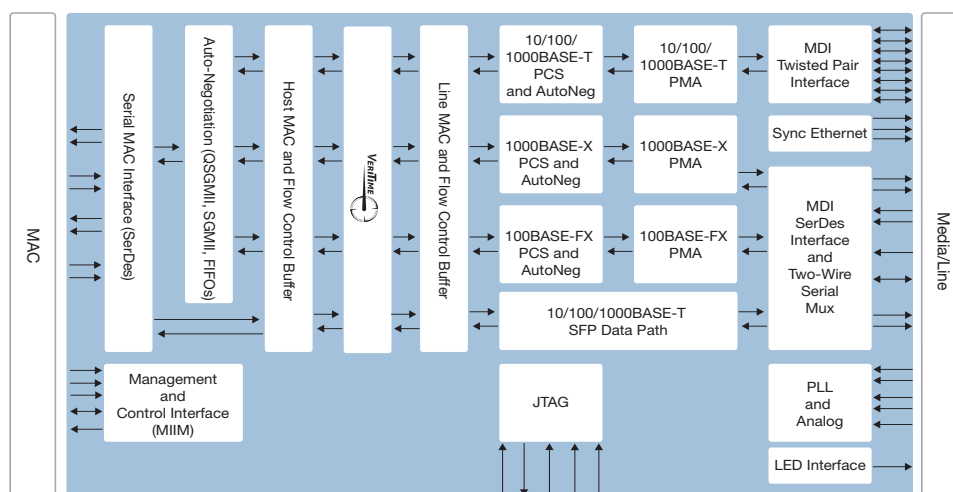 MAC
Serial MAC Interface (SerDes)
Auto-Negotiation (QSGMII, SGMII, FIFOs)
Host MAC and Flow Control Buffer
VERITIME
Line MAC and Flow Control Buffer
10/100/
1000BASE-T
PCS
and AutoNeg
10/100/
1000BASE-T
PMA
MDI
Twisted Pair
Interface
Sync Ethernet
1000BASE-X
PCS and
AutoNeg
1000BASE-X
PMA
MDI
SerDes
Interface
and
Two-Wire
Serial
Mux
100BASE-FX
PCS and
AutoNeg
100BASE-FX
PMA
10/100/1000BASE-T
SFP Data Path
Media/Line
Management
and
Control Interface
(MIIM)
JTAG
PLL
and
Analog
LED Interface